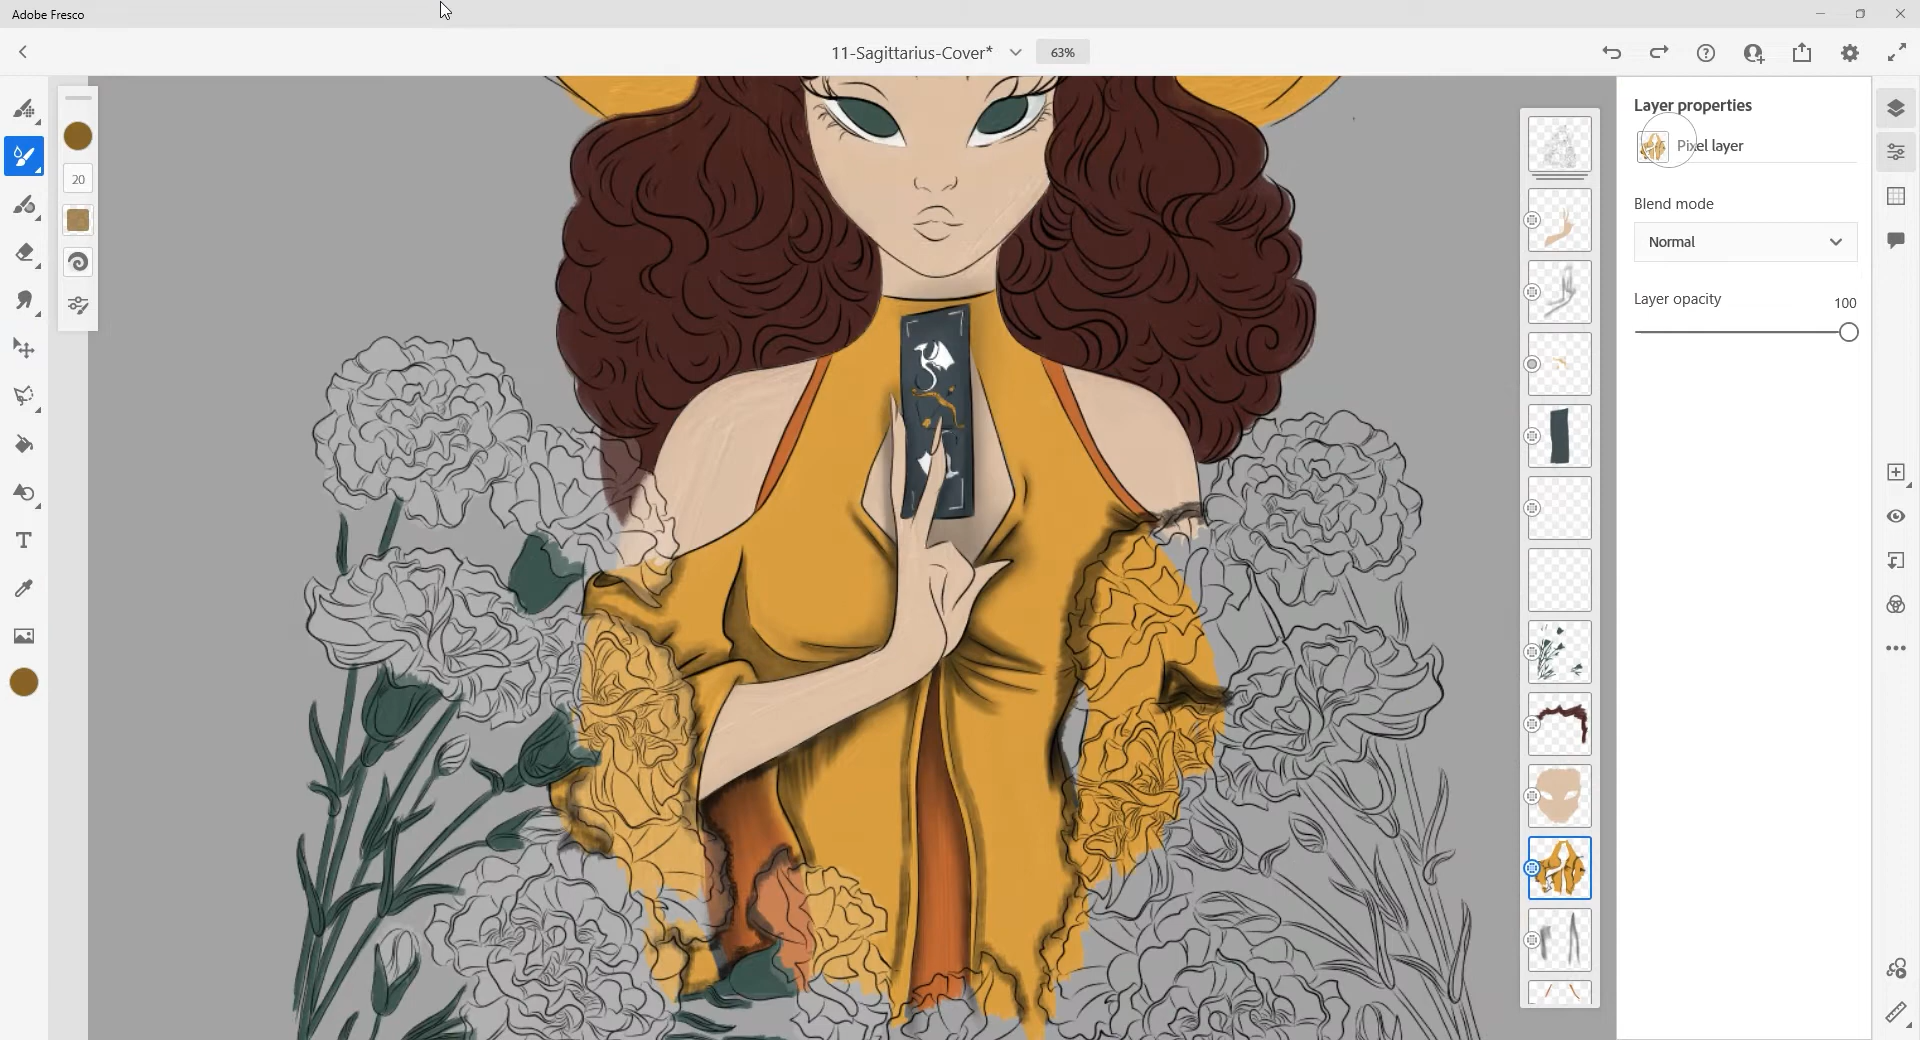 Adobe Fresco
11-Sagittarius-Cover*
63%
20
Layer properties
Pixel layer
Blend mode
Normal
Layer opacity
100
T